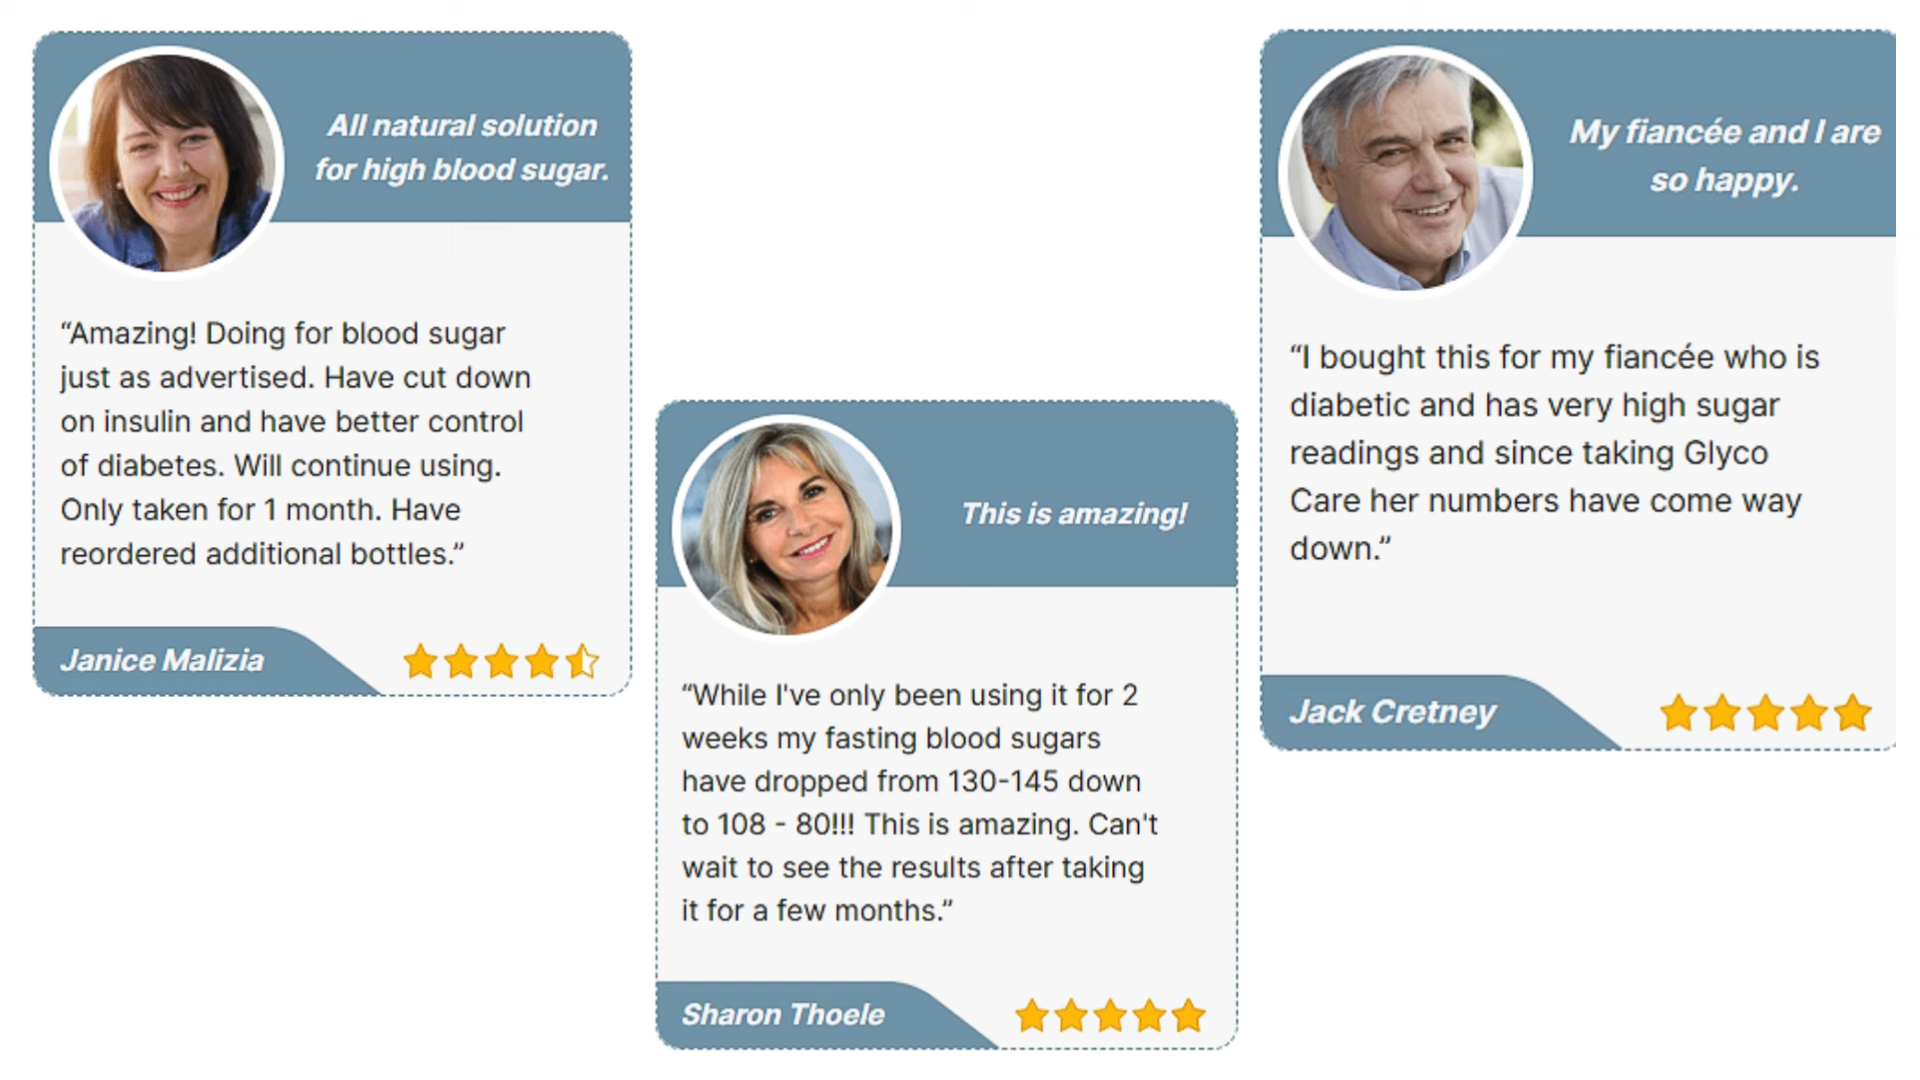 All natural solution
for high blood sugar.
“Amazing! Doing for blood sugar
just as advertised. Have cut down
on insulin and have better control
of diabetes. Will continue using.
Only taken for 1 month. Have
reordered additional bottles.”
Janice Malizia
This is amazing!
“While I've only been using it for 2
weeks my fasting blood sugars
have dropped from 130-145 down
to 108 - 80!!! This is amazing. Can't
wait to see the results after taking
it for a few months.”
Sharon Thoele
My fiancée and I are
so happy.
“I bought this for my fiancée who is
diabetic and has very high sugar
readings and since taking Glyco
Care her numbers have come way
down.”
Jack Cretney